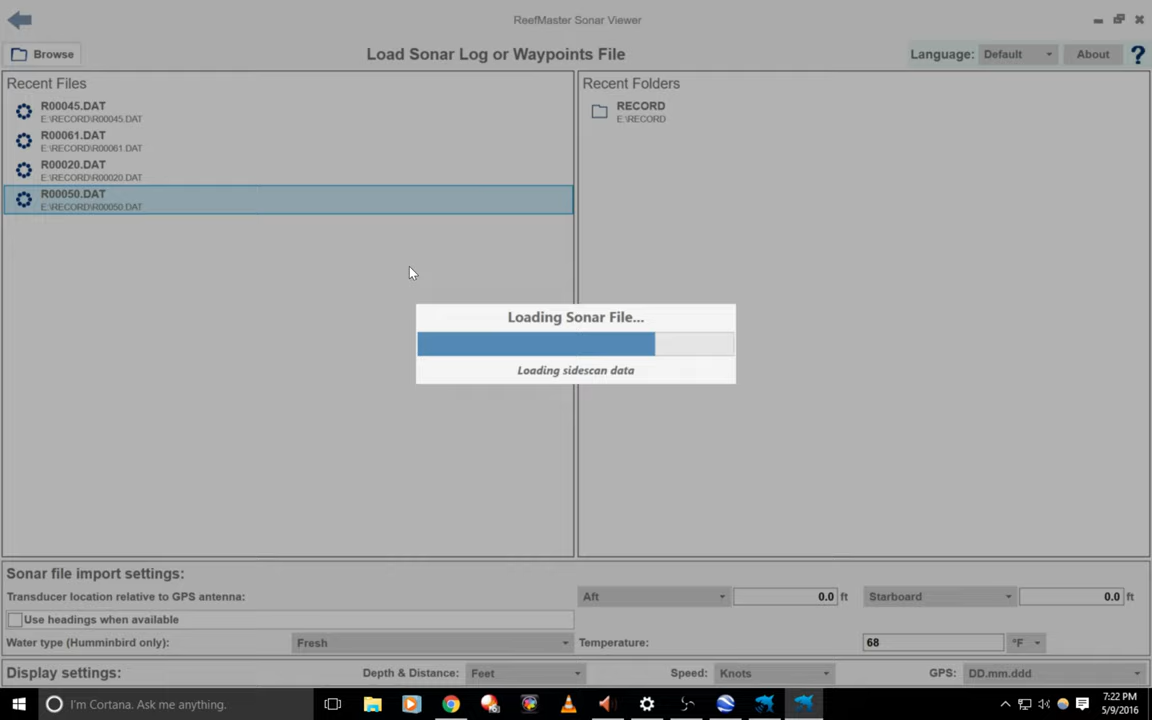 ReefMaster Sonar Viewer
Browse
Load Sonar Log or Waypoints File
Language: Default About ?
Recent Files
R00045.DAT
E:\RECORD\R00045.DAT
R00061.DAT
E:\RECORD\R00061.DAT
R00020.DAT
E:\RECORD\R00020.DAT
R00050.DAT
E:\RECORD\R00050.DAT
Recent Folders
RECORD
E:\RECORD
Loading Sonar File...
Loading sidescan data
Sonar file import settings:
Transducer location relative to GPS antenna: Aft 0.0 ft Starboard 0.0 ft
Use headings when available
Water type (Humminbird only): Fresh Temperature: 68 °F
Display settings: Depth & Distance: Feet Speed: Knots GPS: DD.mm.ddd
I'm Cortana. Ask me anything.
7:22 PM
5/9/2016